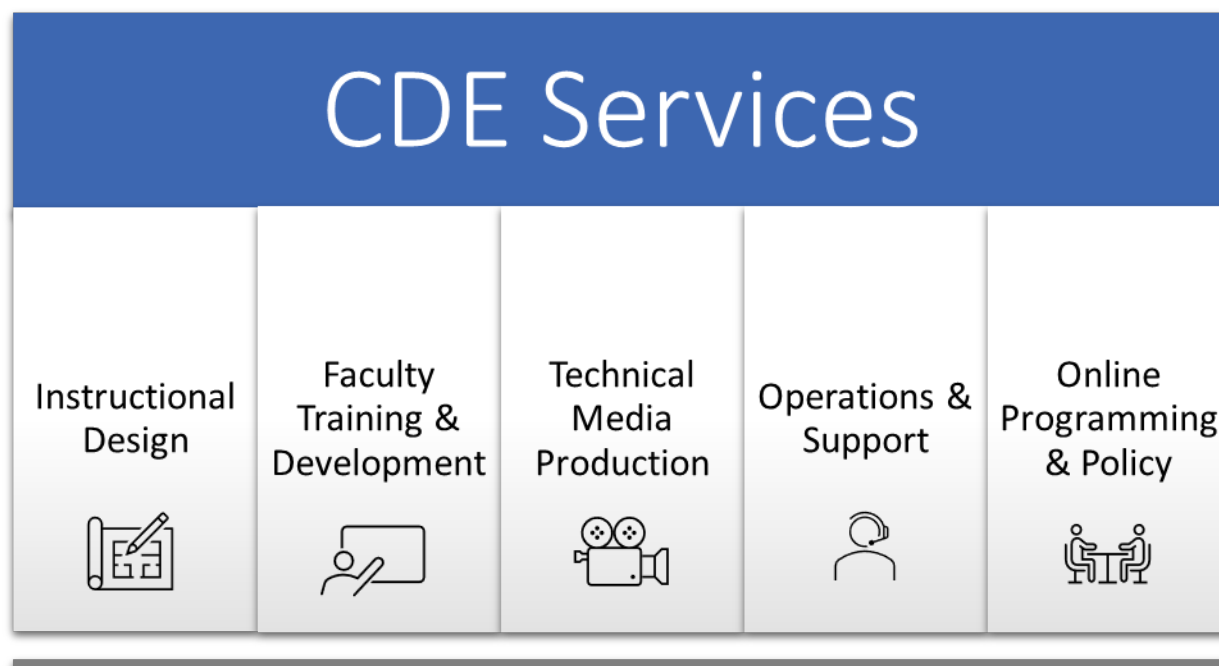 CDE Services
Instructional
Design
Faculty
Training &
Development
Technical
Media
Production
Operations &
Support
Online
Programming
& Policy